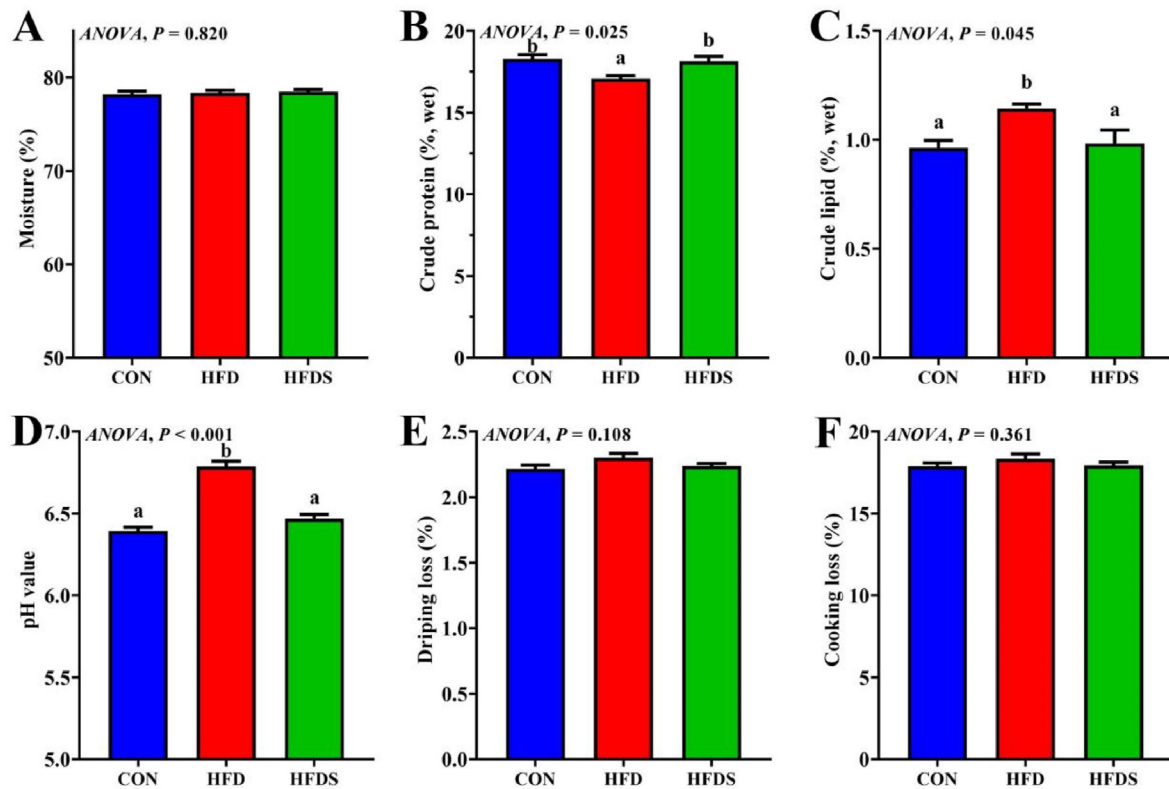 A
ANOVA, P = 0.820
Moisture (%)
80
70
60
50
CON HFD HFDS
B
ANOVA, P = 0.025
Crude protein (%, wet)
20
15
10
5
0
b a b
CON HFD HFDS
C
ANOVA, P = 0.045
Crude lipid (%, wet)
1.5
1.0
0.5
0.0
a b a
CON HFD HFDS
D
ANOVA, P < 0.001
pH value
7.0
6.5
6.0
5.5
5.0
a b a
CON HFD HFDS
E
ANOVA, P = 0.108
Driping loss (%)
2.5
2.0
1.5
1.0
0.5
0.0
CON HFD HFDS
F
ANOVA, P = 0.361
Cooking loss (%)
20
15
10
5
0
CON HFD HFDS